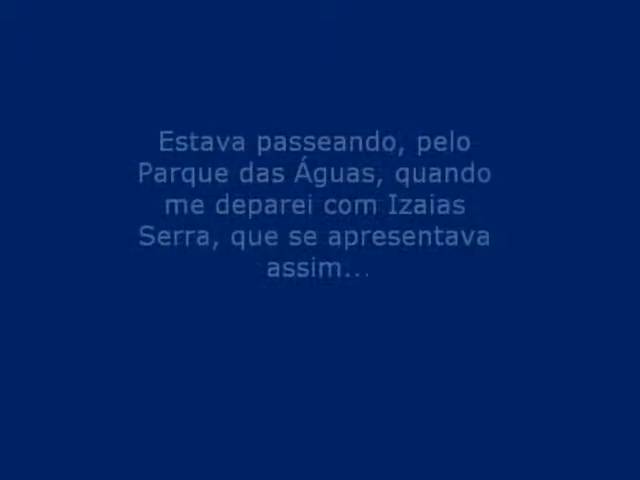 Estava passeando, pelo
Parque das Águas, quando
me deparei com Izaias
Serra, que se apresentava
assim...